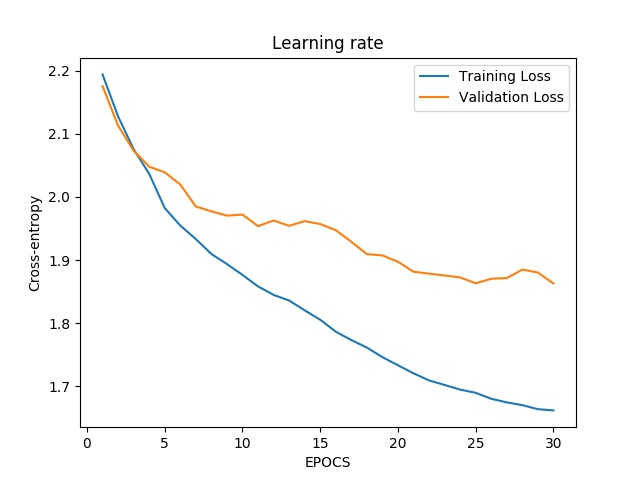 Learning rate
Training Loss
Validation Loss
2.2
2.1
2.0
1.9
1.8
1.7
Cross-entropy
0 5 10 15 20 25 30
EPOCS